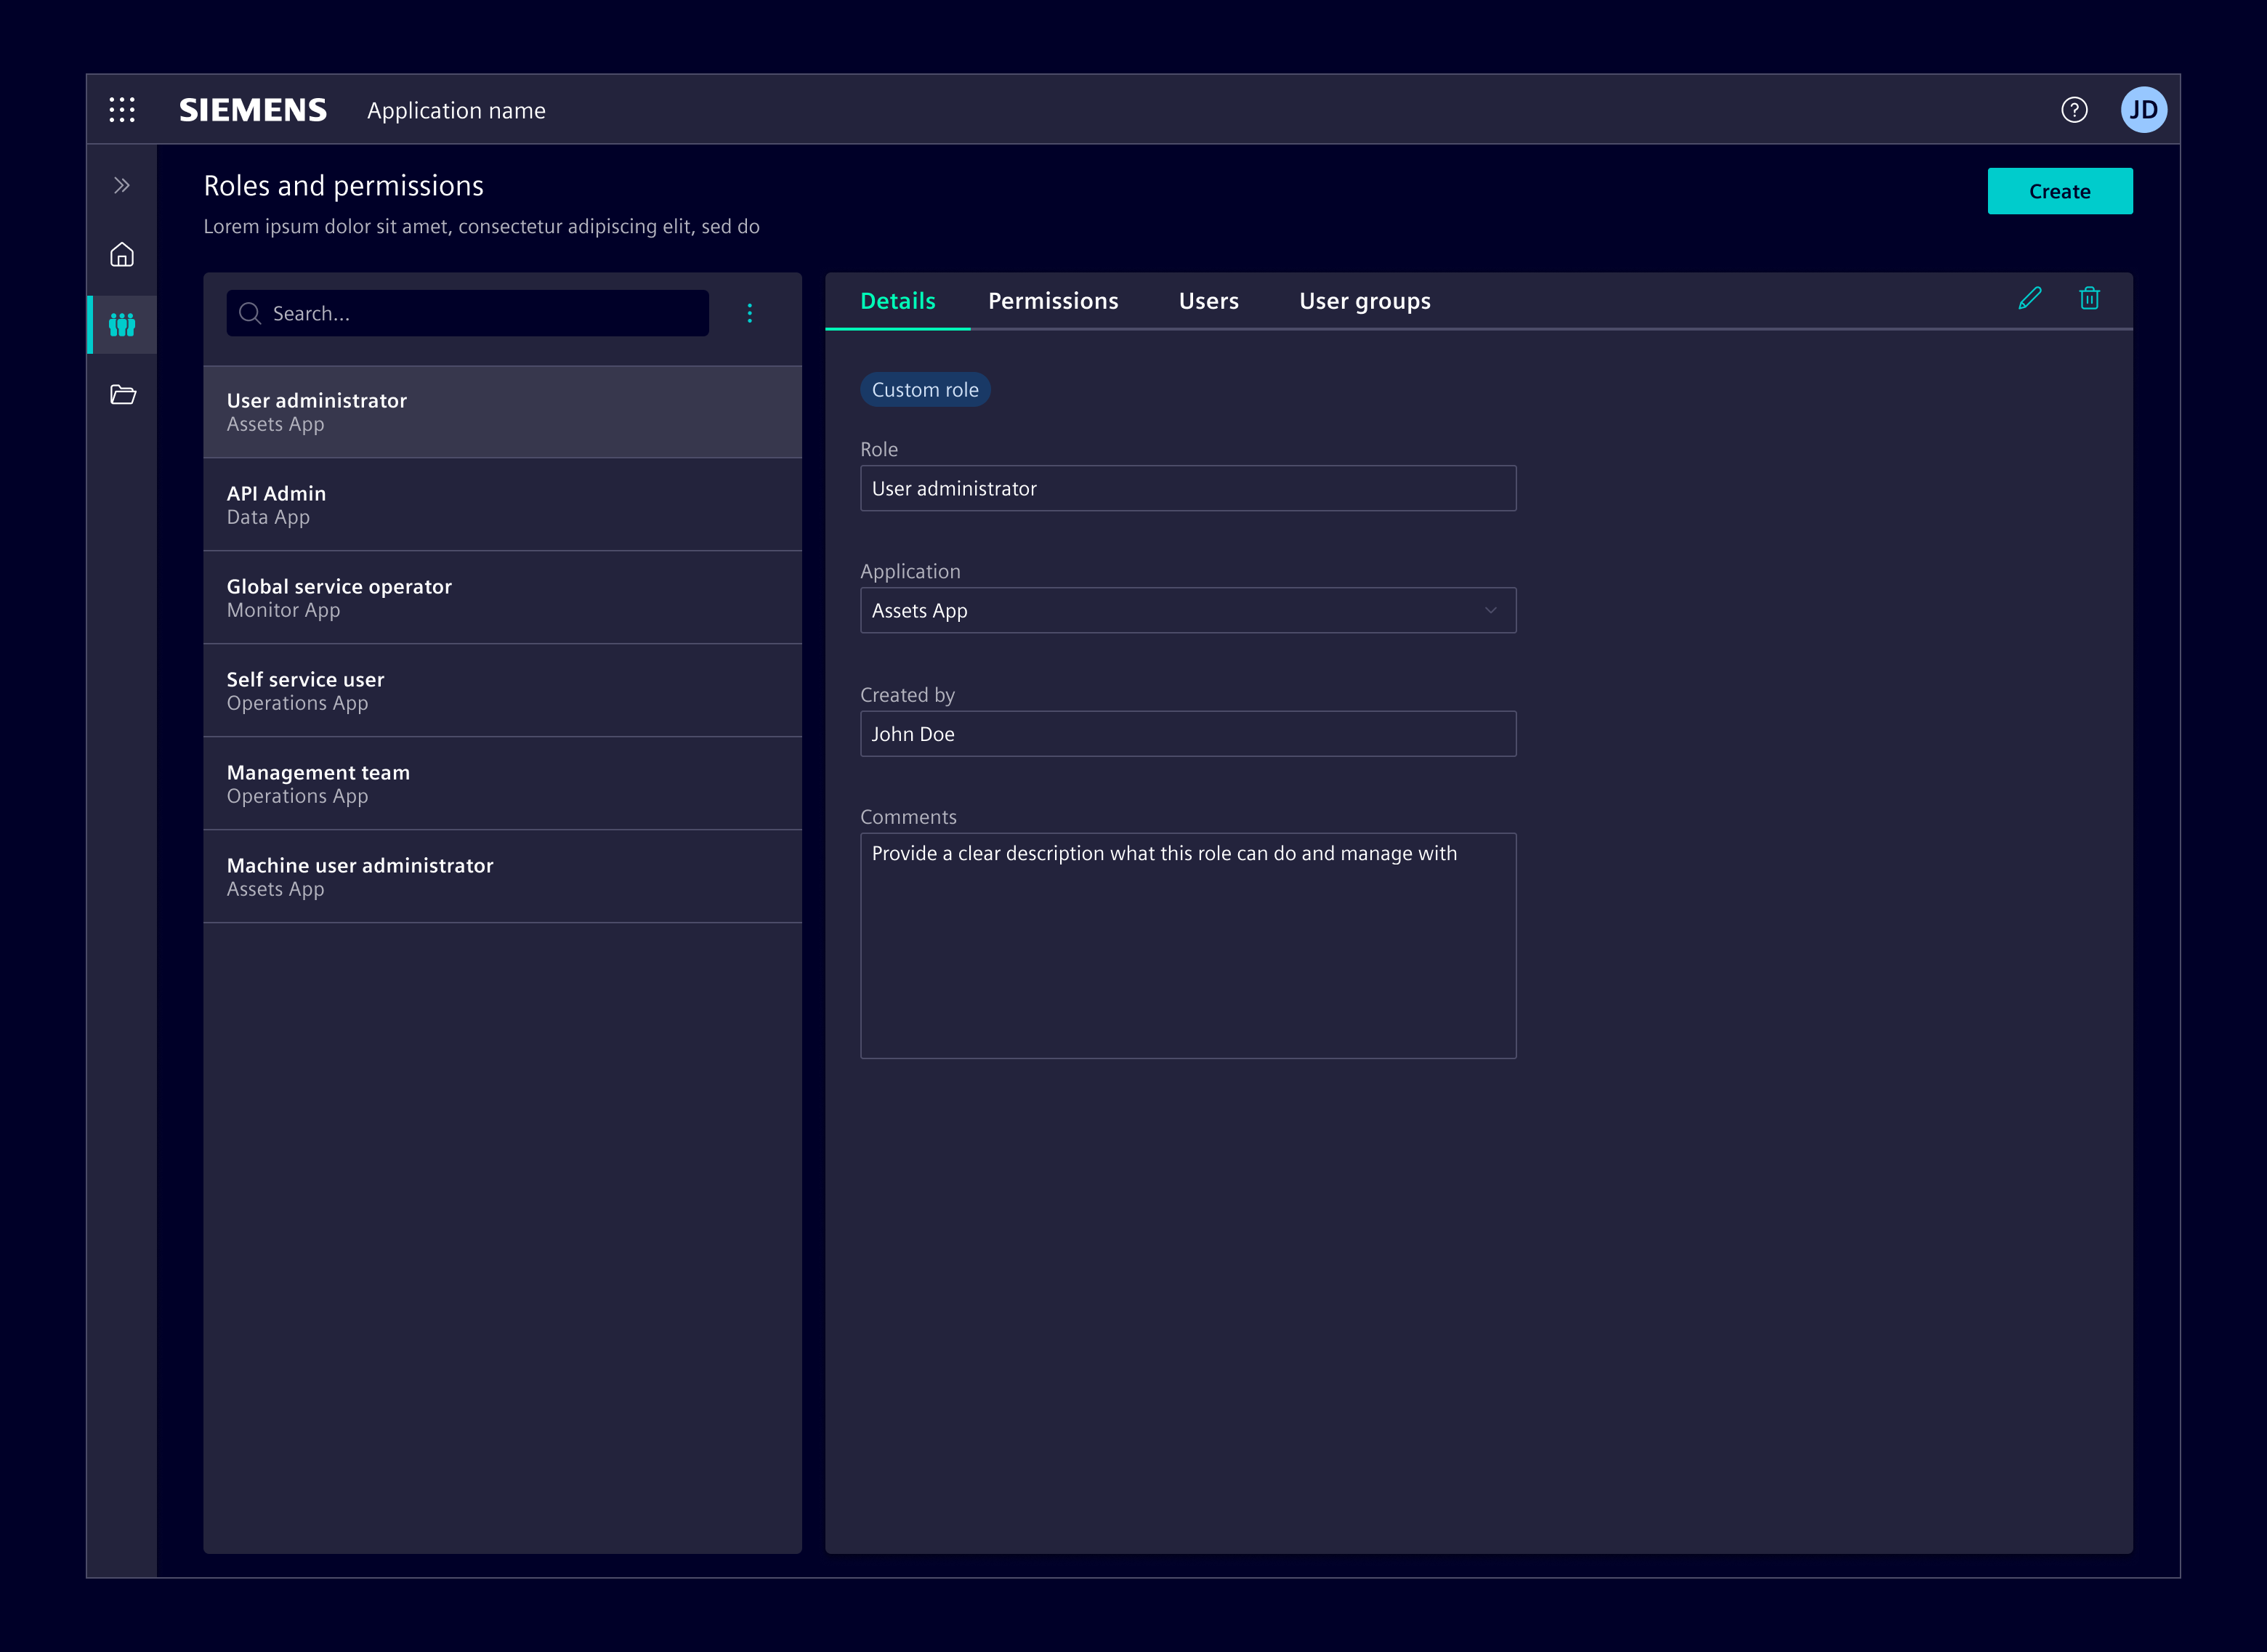 SIEMENS
Application name
?
JD
Roles and permissions
Lorem ipsum dolor sit amet, consectetur adipiscing elit, sed do
Create
Search...
User administrator
Assets App
API Admin
Data App
Global service operator
Monitor App
Self service user
Operations App
Management team
Operations App
Machine user administrator
Assets App
Details Permissions Users User groups
Custom role
Role
User administrator
Application
Assets App
Created by
John Doe
Comments
Provide a clear description what this role can do and manage with